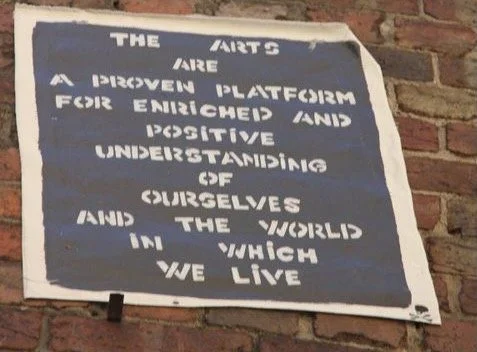 THE ARTS
ARE
A PROVEN PLATFORM
FOR ENRICHED AND
POSITIVE
UNDERSTANDING
OF
OURSELVES
AND THE WORLD
IN WHICH
WE LIVE